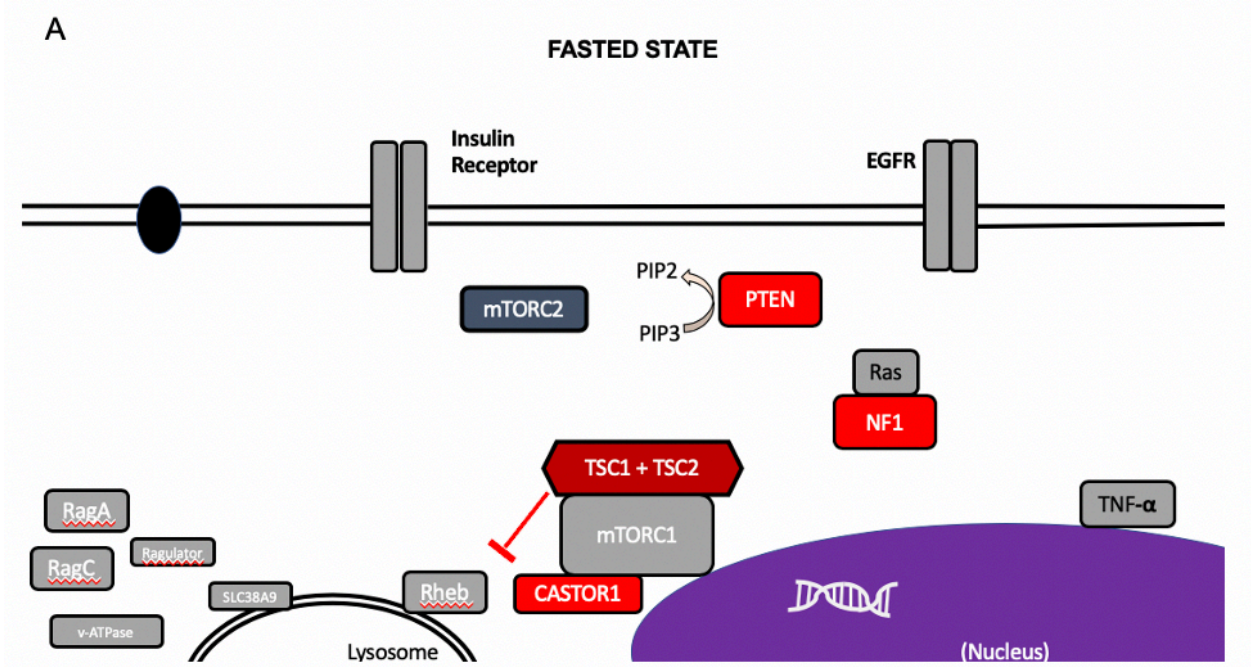 A
FASTED STATE
Insulin
Receptor
EGFR
PIP2
PTEN
mTORC2
PIP3
Ras
NF1
TSC1 + TSC2
RagA
TNF-α
mTORC1
Ragulator
RagC
SLC38A9
Rheb
CASTOR1
v-ATPase
Lysosome
(Nucleus)